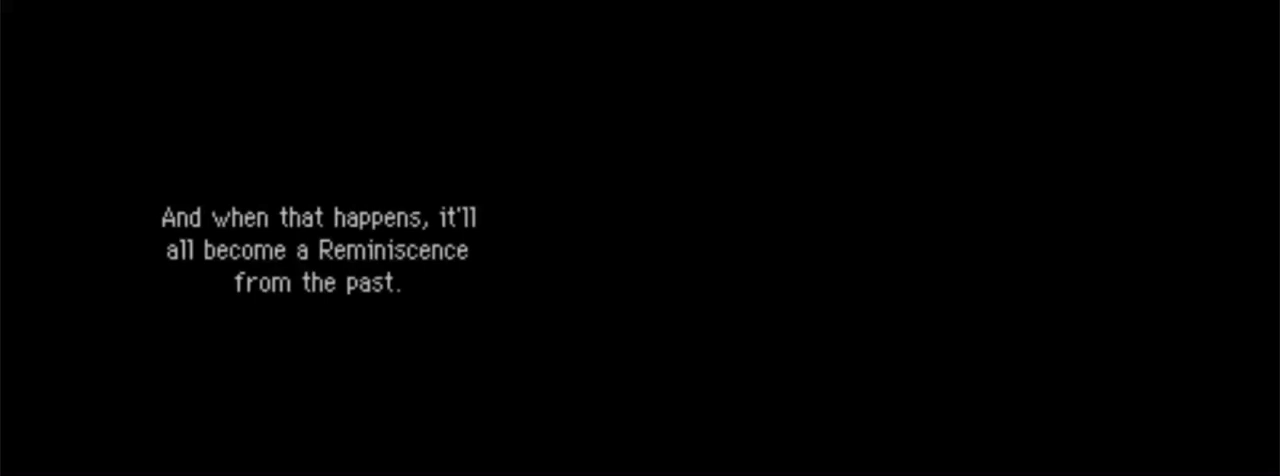 And when that happens, it'll
all become a Reminiscence
from the past.